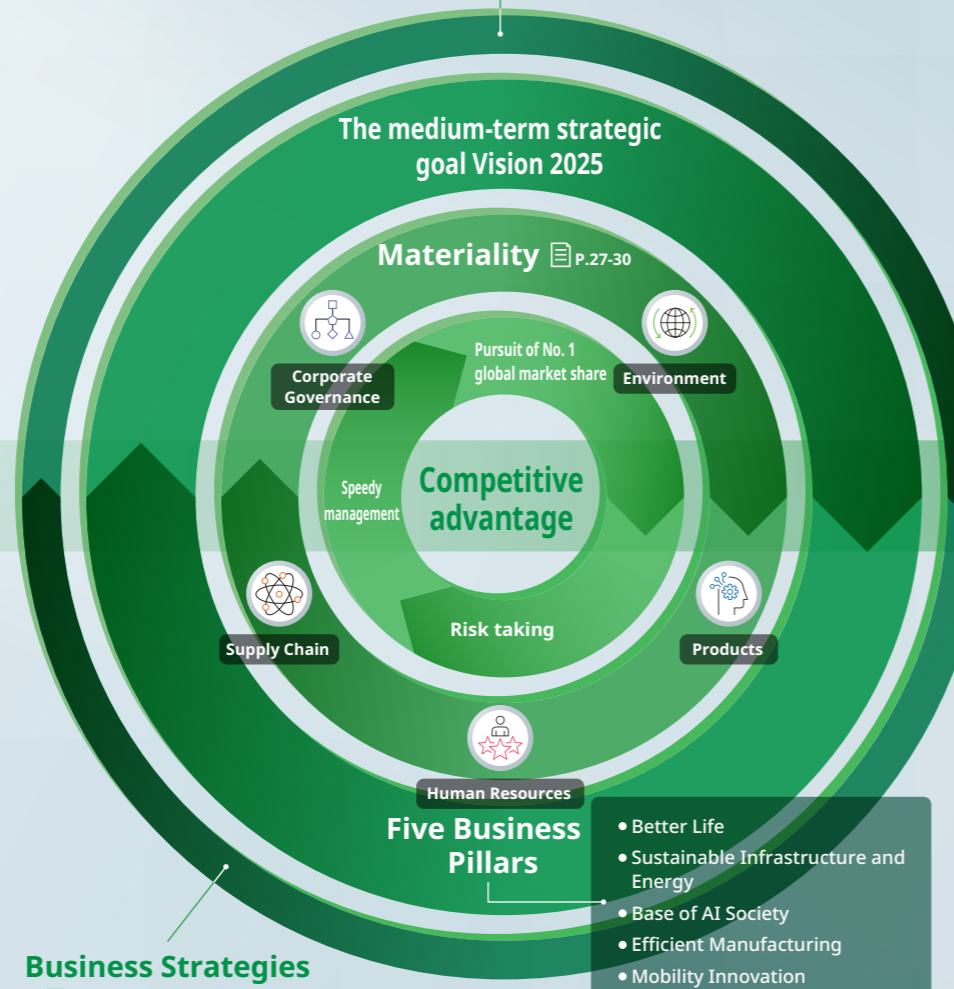 The medium-term strategic
goal Vision 2025
Materiality P.27-30
Corporate
Governance
Pursuit of No. 1
global market share
Environment
Speedy
management
Competitive
advantage
Supply Chain
Risk taking
Products
Human Resources
Five Business
Pillars
Better Life
Sustainable Infrastructure and
Energy
Base of AI Society
Efficient Manufacturing
Mobility Innovation
Business Strategies